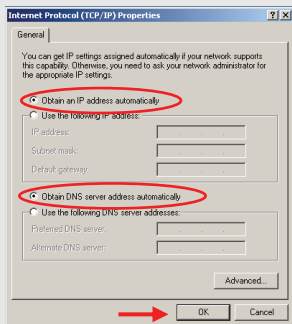 Internet Protocol (TCP/IP) Properties
General
You can get IP settings assigned automatically if your network supports
this capability. Otherwise, you need to ask your network administrator for
the appropriate IP settings.
Obtain an IP address automatically
Use the following IP address:
IP address:
Subnet mask:
Default gateway:
Obtain DNS server address automatically
Use the following DNS server addresses:
Preferred DNS server:
Alternate DNS server:
Advanced...
OK Cancel